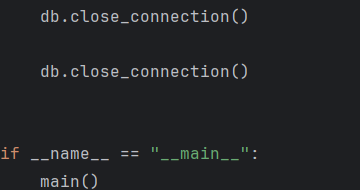 db.close_connection()
    db.close_connection()
if __name__ == "__main__":
    main()